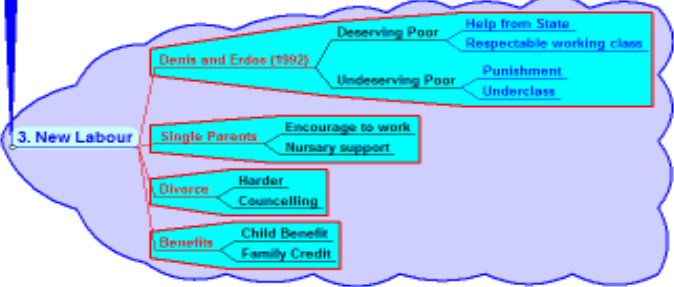 3. New Labour
Denis and Erdos (1992)
Deserving Poor
Help from State
Respectable working class
Undeserving Poor
Punishment
Underclass
Single Parents
Encourage to work
Nursary support
Divorce
Harder
Councelling
Benefits
Child Benefit
Family Credit